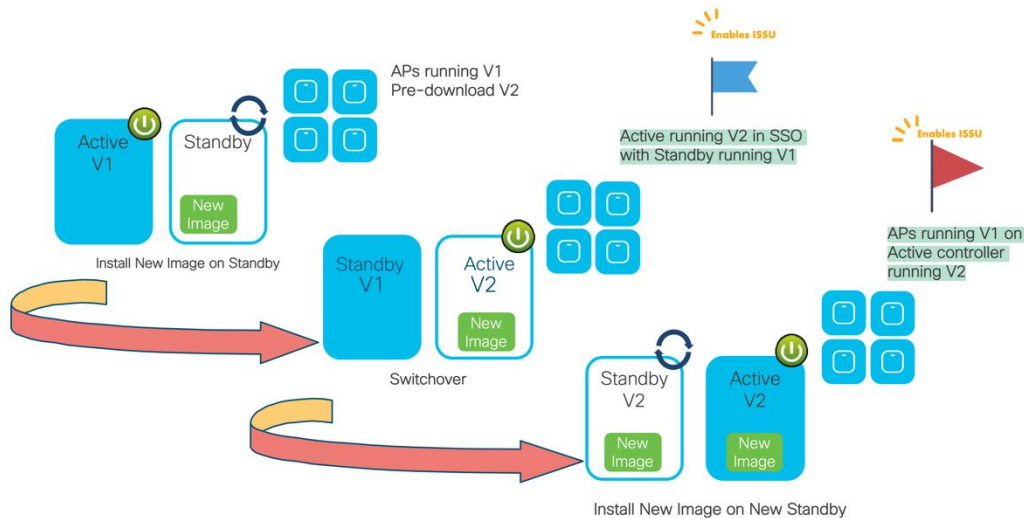 APs running V1
Pre-download V2
Active
V1
Standby
New
Image
Install New Image on Standby
Enables ISSU
Active running V2 in SSO
with Standby running V1
Enables ISSU
APs running V1 on
Active controller
running V2
Standby
V1
Active
V2
New
Image
Switchover
Standby
V2
New
Image
Active
V2
New
Image
Install New Image on New Standby